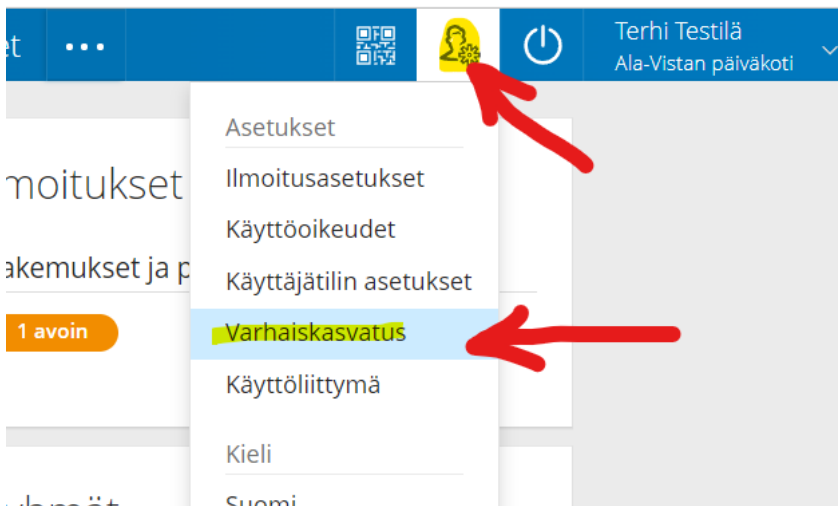 et ...
Terhi Testilä
Ala-Vistan päiväkoti
Asetukset
Ilmoitusasetukset
Käyttöoikeudet
Käyttäjätilin asetukset
Varhaiskasvatus
Käyttöliittymä
Kieli
Suomi
moitukset
akemukset ja p
1 avoin